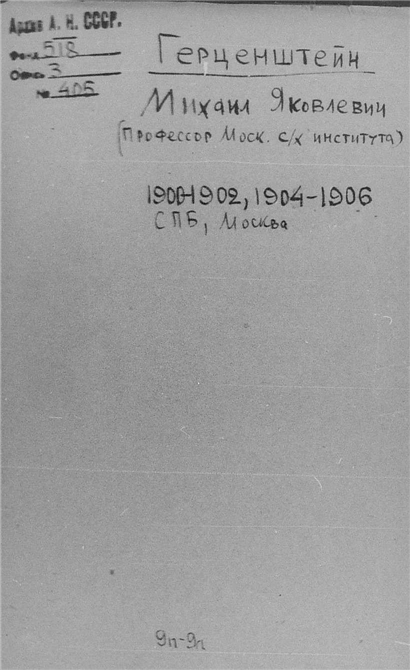 Архив А. Н. СССР.
Фонд 518
Опись 3
№ 405
Герценштейн
Михаил Яковлевич
(Профессор Моск. с/х института)
1900-1902, 1904-1906
СПБ, Москва
9п-9п